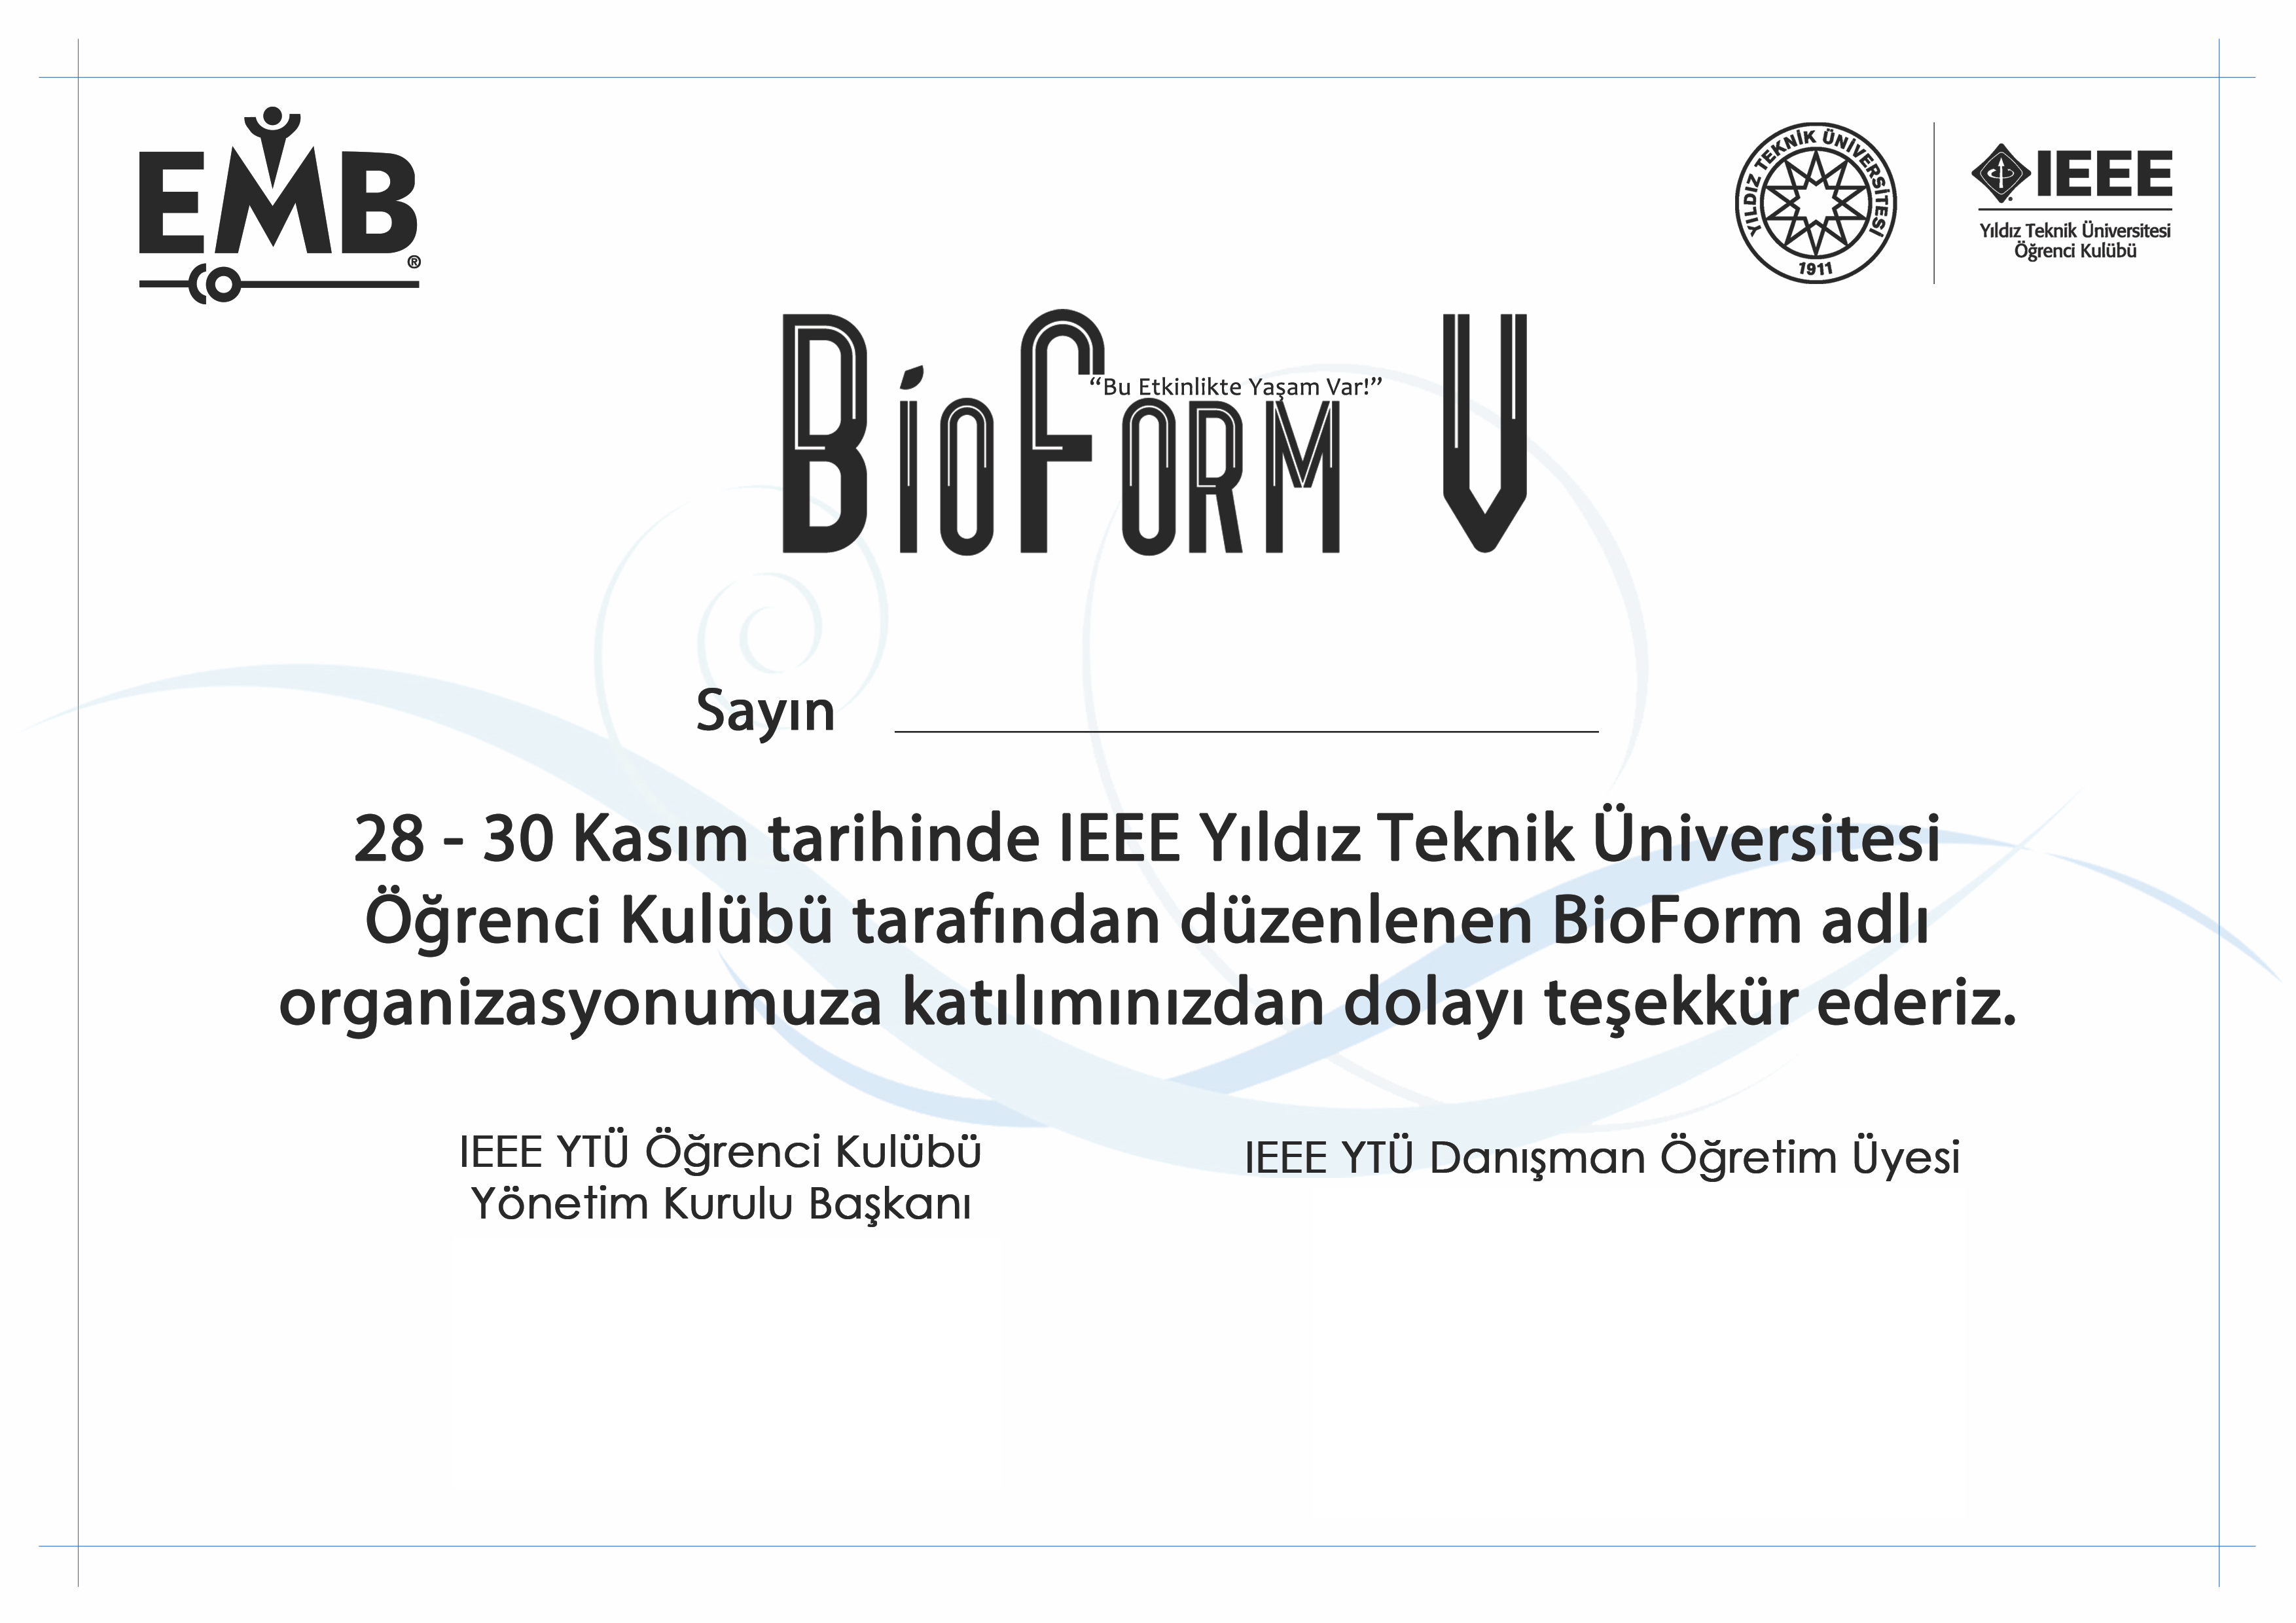 EMB
®
YILDIZ TEKNİK ÜNİVERSİTESİ
1911
IEEE
Yıldız Teknik Üniversitesi
Öğrenci Kulübü
BioForm V
“Bu Etkinlikte Yaşam Var!”
Sayın
28 - 30 Kasım tarihinde IEEE Yıldız Teknik Üniversitesi
Öğrenci Kulübü tarafından düzenlenen BioForm adlı
organizasyonumuza katılımınızdan dolayı teşekkür ederiz.
IEEE YTÜ Öğrenci Kulübü
Yönetim Kurulu Başkanı
IEEE YTÜ Danışman Öğretim Üyesi